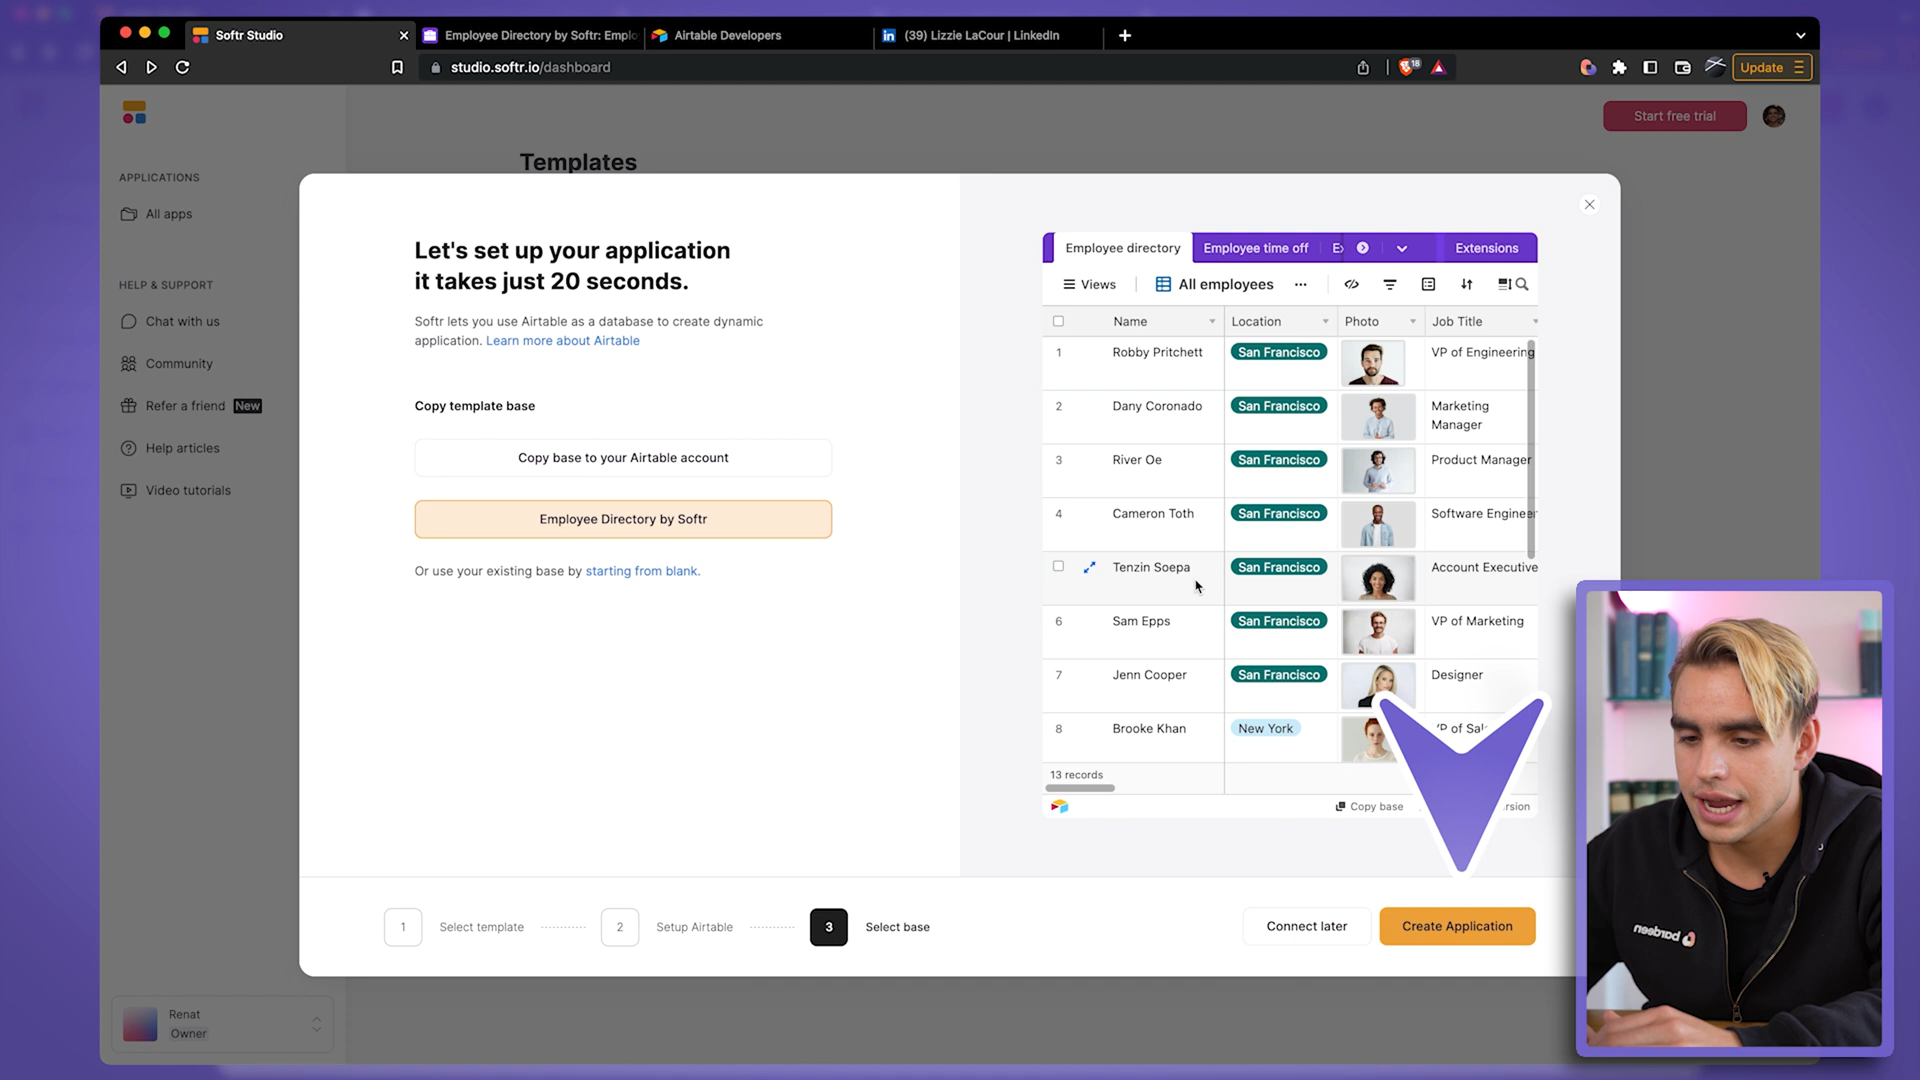 Softr Studio
Employee Directory by Softr: Emplo
Airtable Developers
(39) Lizzie LaCour | LinkedIn
studio.softr.io/dashboard
18
Update
Start free trial
APPLICATIONS
All apps
HELP & SUPPORT
Chat with us
Community
Refer a friend New
Help articles
Video tutorials
Renat
Owner
Templates
Let's set up your application
it takes just 20 seconds.
Softr lets you use Airtable as a database to create dynamic
application. Learn more about Airtable
Copy template base
Copy base to your Airtable account
Employee Directory by Softr
Or use your existing base by starting from blank.
Employee directory Employee time off Ex Extensions
Views All employees
Name Location Photo Job Title
1 Robby Pritchett San Francisco VP of Engineering
2 Dany Coronado San Francisco Marketing
Manager
3 River Oe San Francisco Product Manager
4 Cameron Toth San Francisco Software Engineer
Tenzin Soepa San Francisco Account Executive
6 Sam Epps San Francisco VP of Marketing
7 Jenn Cooper San Francisco Designer
8 Brooke Khan New York VP of Sal
13 records
Copy base rsion
1 Select template 2 Setup Airtable 3 Select base
Connect later Create Application
bardeen